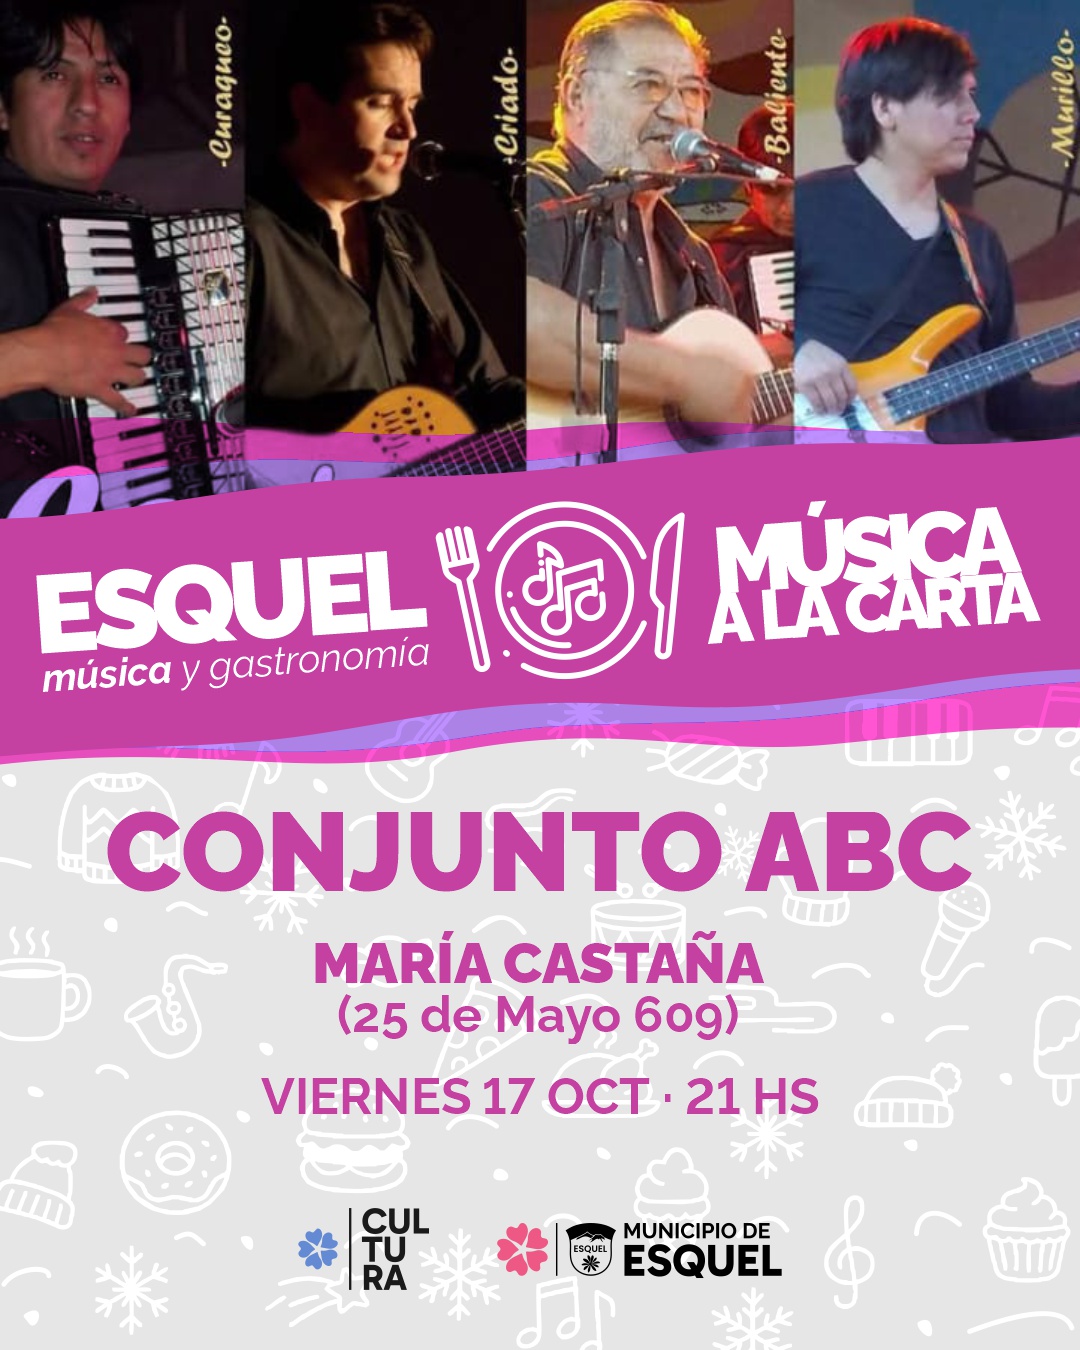 -Curaqueo-
-Criado-
-Baliente-
-Murillo-
ESQUEL
música y gastronomía
MÚSICA
A LA CARTA
CONJUNTO ABC
MARÍA CASTAÑA
(25 de Mayo 609)
VIERNES 17 OCT · 21 HS
CUL
TU
RA
ESQUEL
MUNICIPIO DE
ESQUEL